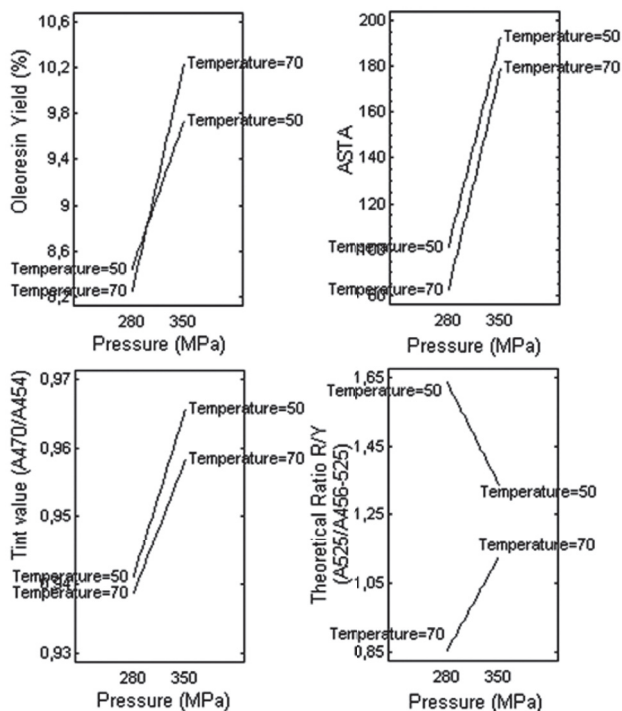 Oleoresin Yield (%)
10,6
10,2
9,8
9,4
9
8,6
8,2
Temperature=70
Temperature=50
Temperature=50
Temperature=70
280 350
Pressure (MPa)
ASTA
200
180
160
140
120
100
80
60
Temperature=50
Temperature=70
Temperature=50
Temperature=70
280 350
Pressure (MPa)
Tint value (A470/A454)
0,97
0,96
0,95
0,94
0,93
Temperature=50
Temperature=70
Temperature=50
Temperature=70
280 350
Pressure (MPa)
Theoretical Ratio R/Y
(A525/A456-525)
1,65
1,45
1,25
1,05
0,85
Temperature=50
Temperature=50
Temperature=70
Temperature=70
280 350
Pressure (MPa)